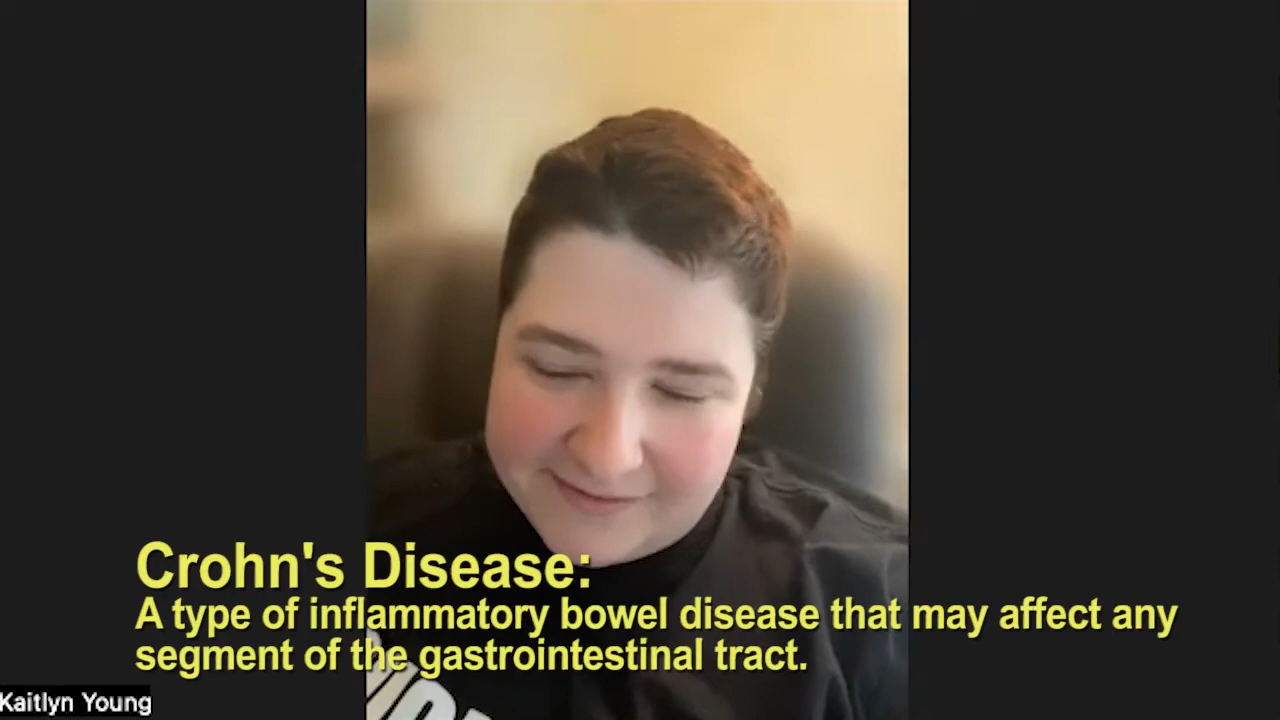 Crohn's Disease:
A type of inflammatory bowel disease that may affect any
segment of the gastrointestinal tract.
Kaitlyn Young